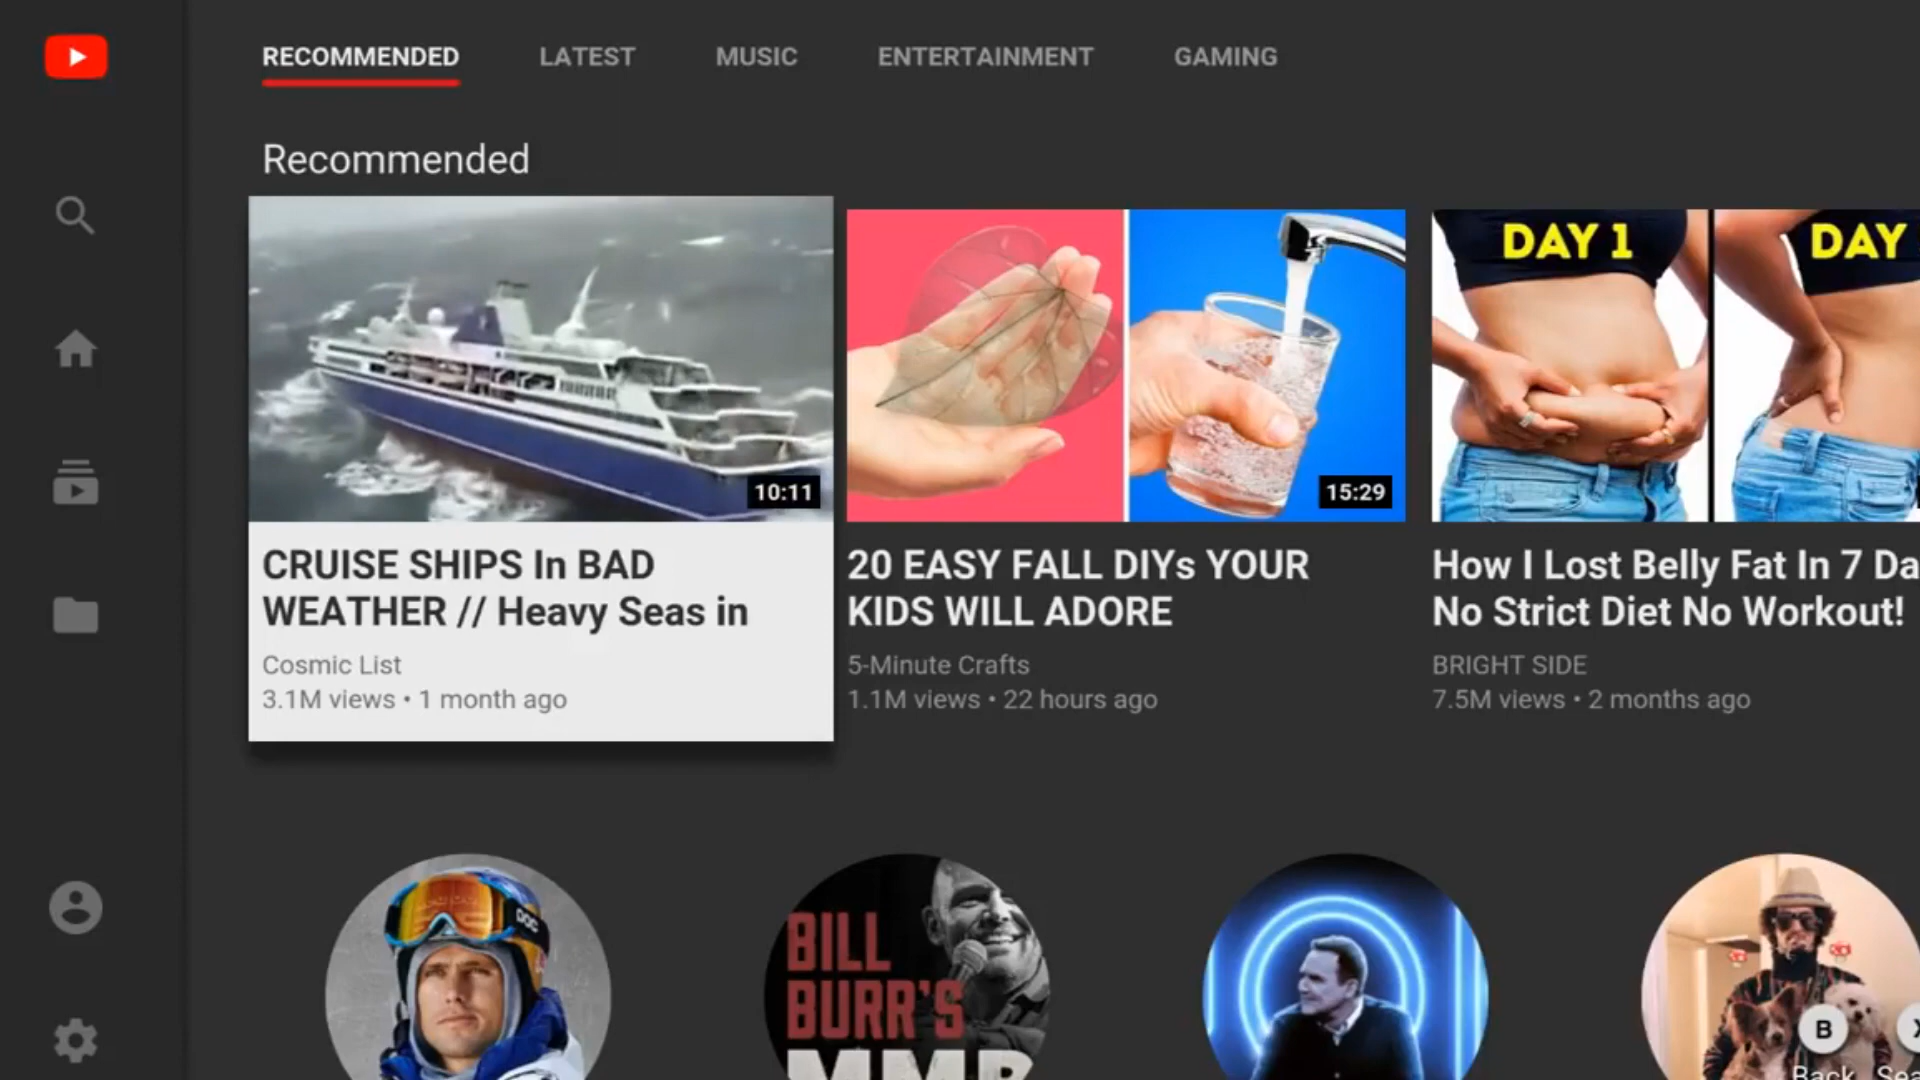 RECOMMENDED LATEST MUSIC ENTERTAINMENT GAMING
Recommended
10:11
CRUISE SHIPS In BAD
WEATHER // Heavy Seas in
Cosmic List
3.1M views • 1 month ago
15:29
20 EASY FALL DIYs YOUR
KIDS WILL ADORE
5-Minute Crafts
1.1M views • 22 hours ago
DAY 1
DAY
How I Lost Belly Fat In 7 Da
No Strict Diet No Workout!
BRIGHT SIDE
7.5M views • 2 months ago
DOC
BILL
BURR'S
MMP
B
Back